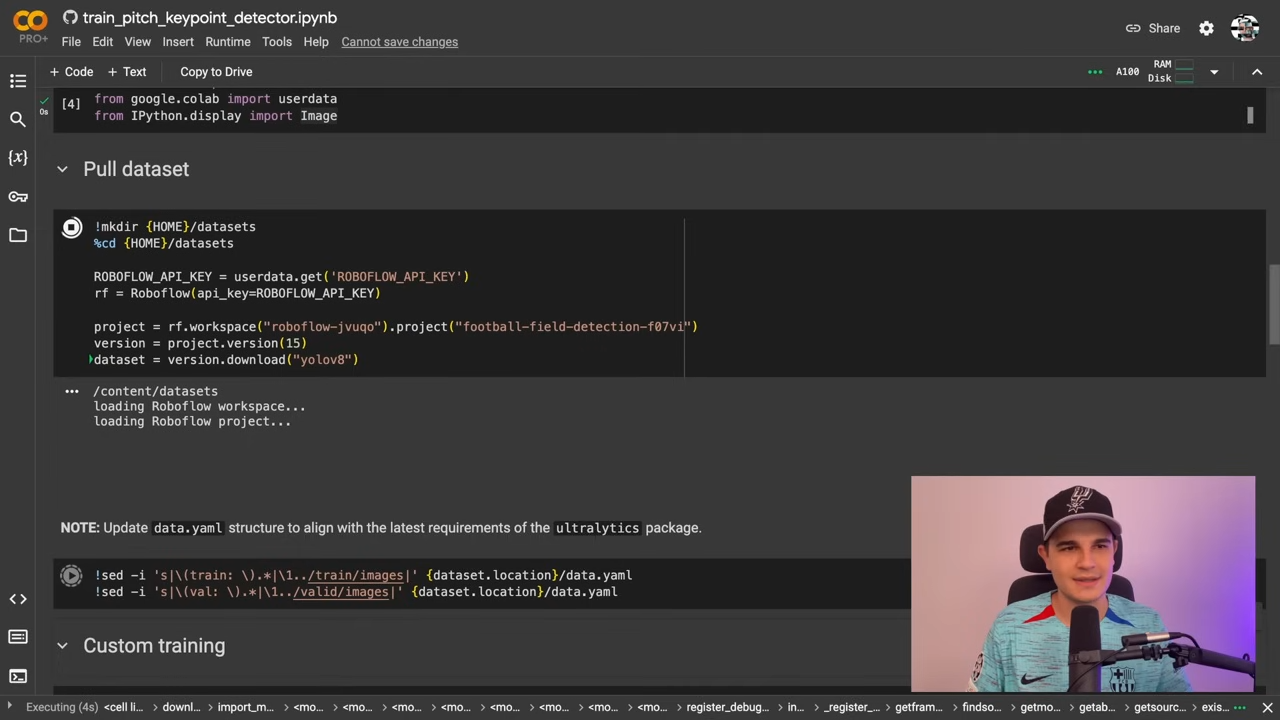 train_pitch_keypoint_detector.ipynb
PRO+
File Edit View Insert Runtime Tools Help Cannot save changes
Share
+ Code + Text Copy to Drive
A100 RAM
Disk
[4] from google.colab import userdata
0s
from IPython.display import Image
Pull dataset
!mkdir {HOME}/datasets
%cd {HOME}/datasets
ROBOFLOW_API_KEY = userdata.get('ROBOFLOW_API_KEY')
rf = Roboflow(api_key=ROBOFLOW_API_KEY)
project = rf.workspace("roboflow-jvuqo").project("football-field-detection-f07vi")
version = project.version(15)
dataset = version.download("yolov8")
/content/datasets
loading Roboflow workspace...
loading Roboflow project...
NOTE: Update data.yaml structure to align with the latest requirements of the ultralytics package.
!sed -i 's|\(train: \).*|\1../train/images|' {dataset.location}/data.yaml
!sed -i 's|\(val: \).*|\1../valid/images|' {dataset.location}/data.yaml
Custom training
Executing (4s) <cell li... downl... import_m... <mo... <mo... <mo... <mo... <mo... <mo... <mo... <mo... register_debug... in... _register_... getfram... findso... getmo... getab... getsourc... exis...